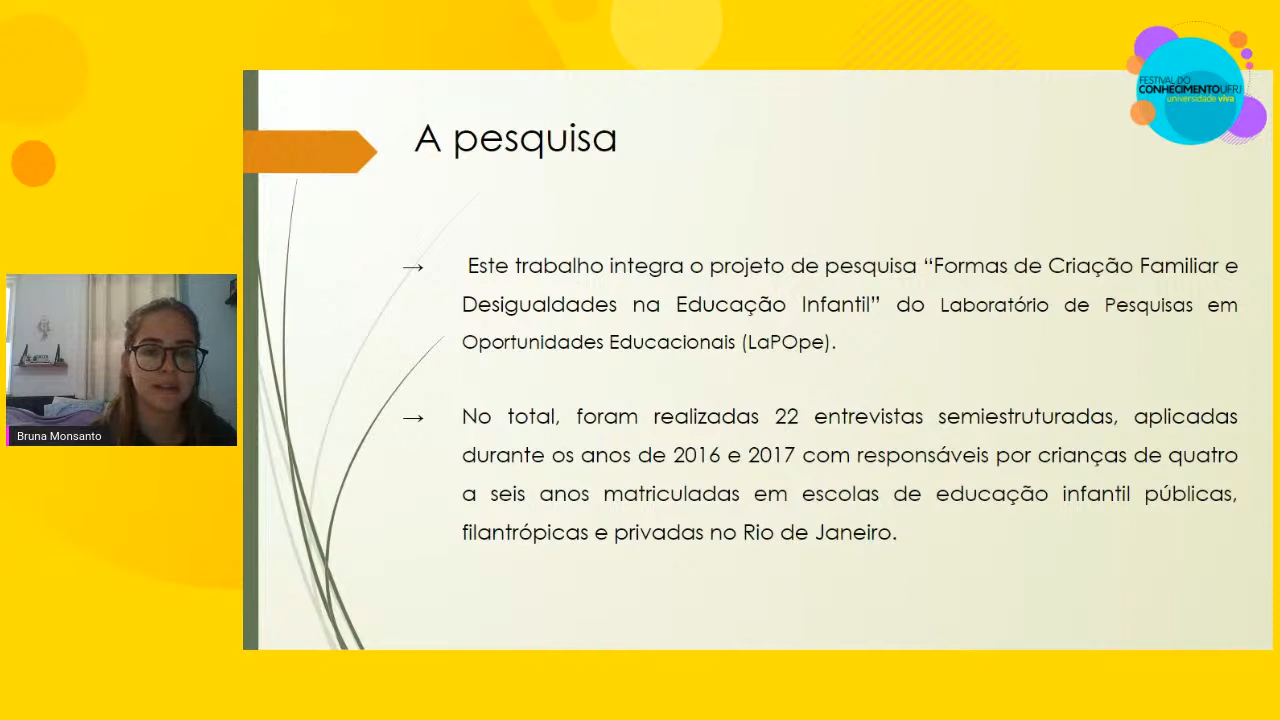 FESTIVAL DO
CONHECIMENTOUFRJ
universidade viva
A pesquisa
→ Este trabalho integra o projeto de pesquisa “Formas de Criação Familiar e
Desigualdades na Educação Infantil” do Laboratório de Pesquisas em
Oportunidades Educacionais (LaPOpe).
→ No total, foram realizadas 22 entrevistas semiestruturadas, aplicadas
durante os anos de 2016 e 2017 com responsáveis por crianças de quatro
a seis anos matriculadas em escolas de educação infantil públicas,
filantrópicas e privadas no Rio de Janeiro.
Bruna Monsanto